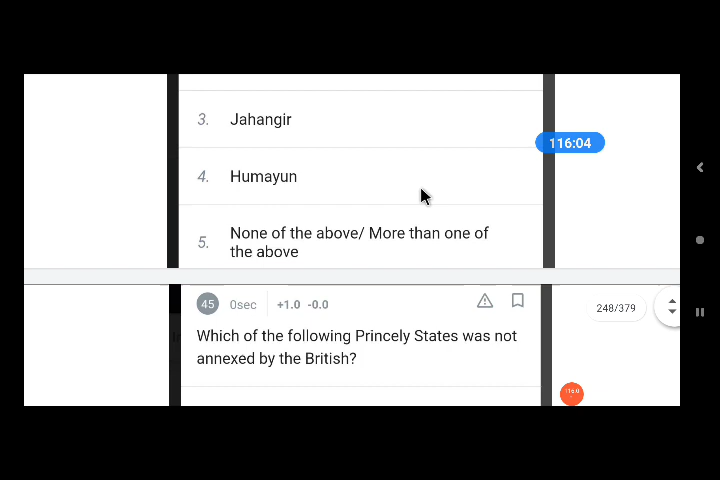 3. Jahangir
116:04
4. Humayun
5. None of the above/ More than one of
the above
45 0sec +1.0 -0.0
248/379
Which of the following Princely States was not
annexed by the British?